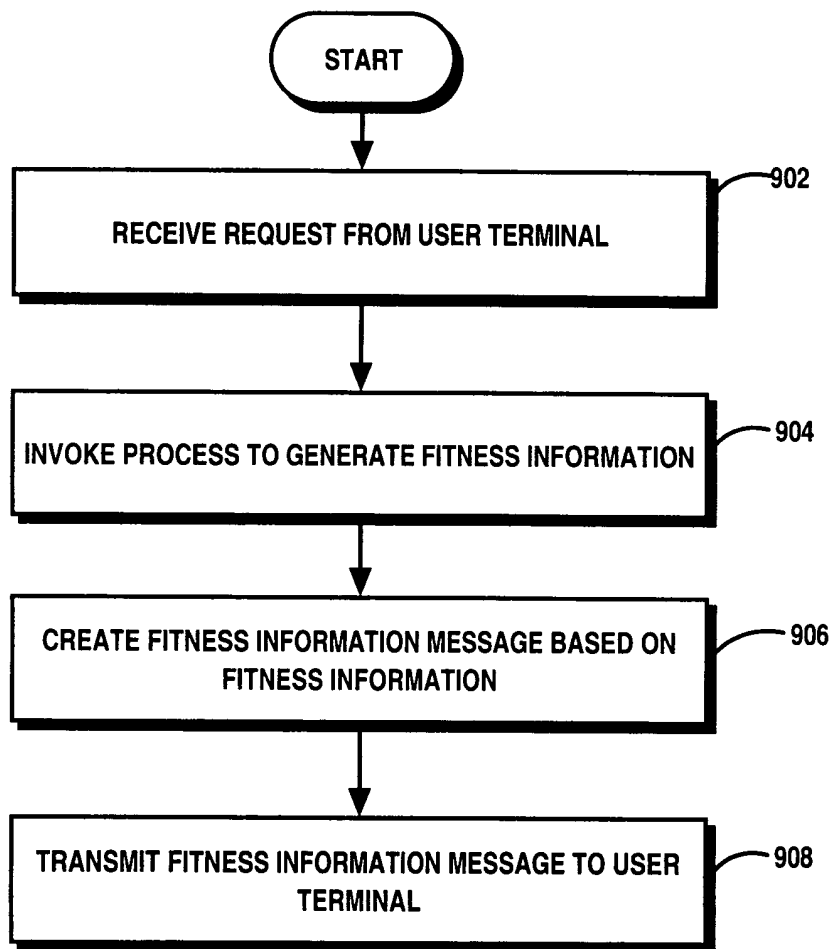 START
902
RECEIVE REQUEST FROM USER TERMINAL
904
INVOKE PROCESS TO GENERATE FITNESS INFORMATION
906
CREATE FITNESS INFORMATION MESSAGE BASED ON
FITNESS INFORMATION
908
TRANSMIT FITNESS INFORMATION MESSAGE TO USER
TERMINAL